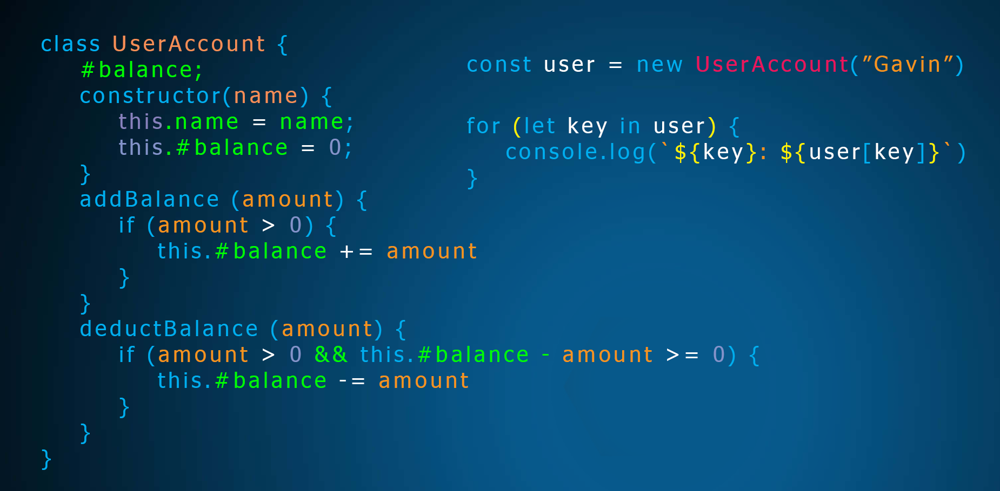 class UserAccount {
#balance;
constructor(name) {
this.name = name;
this.#balance = 0;
}
addBalance (amount) {
if (amount > 0) {
this.#balance += amount
}
}
deductBalance (amount) {
if (amount > 0 && this.#balance - amount >= 0) {
this.#balance -= amount
}
}
}
const user = new UserAccount(”Gavin”)
for (let key in user) {
console.log(`${key}: ${user[key]}`)
}